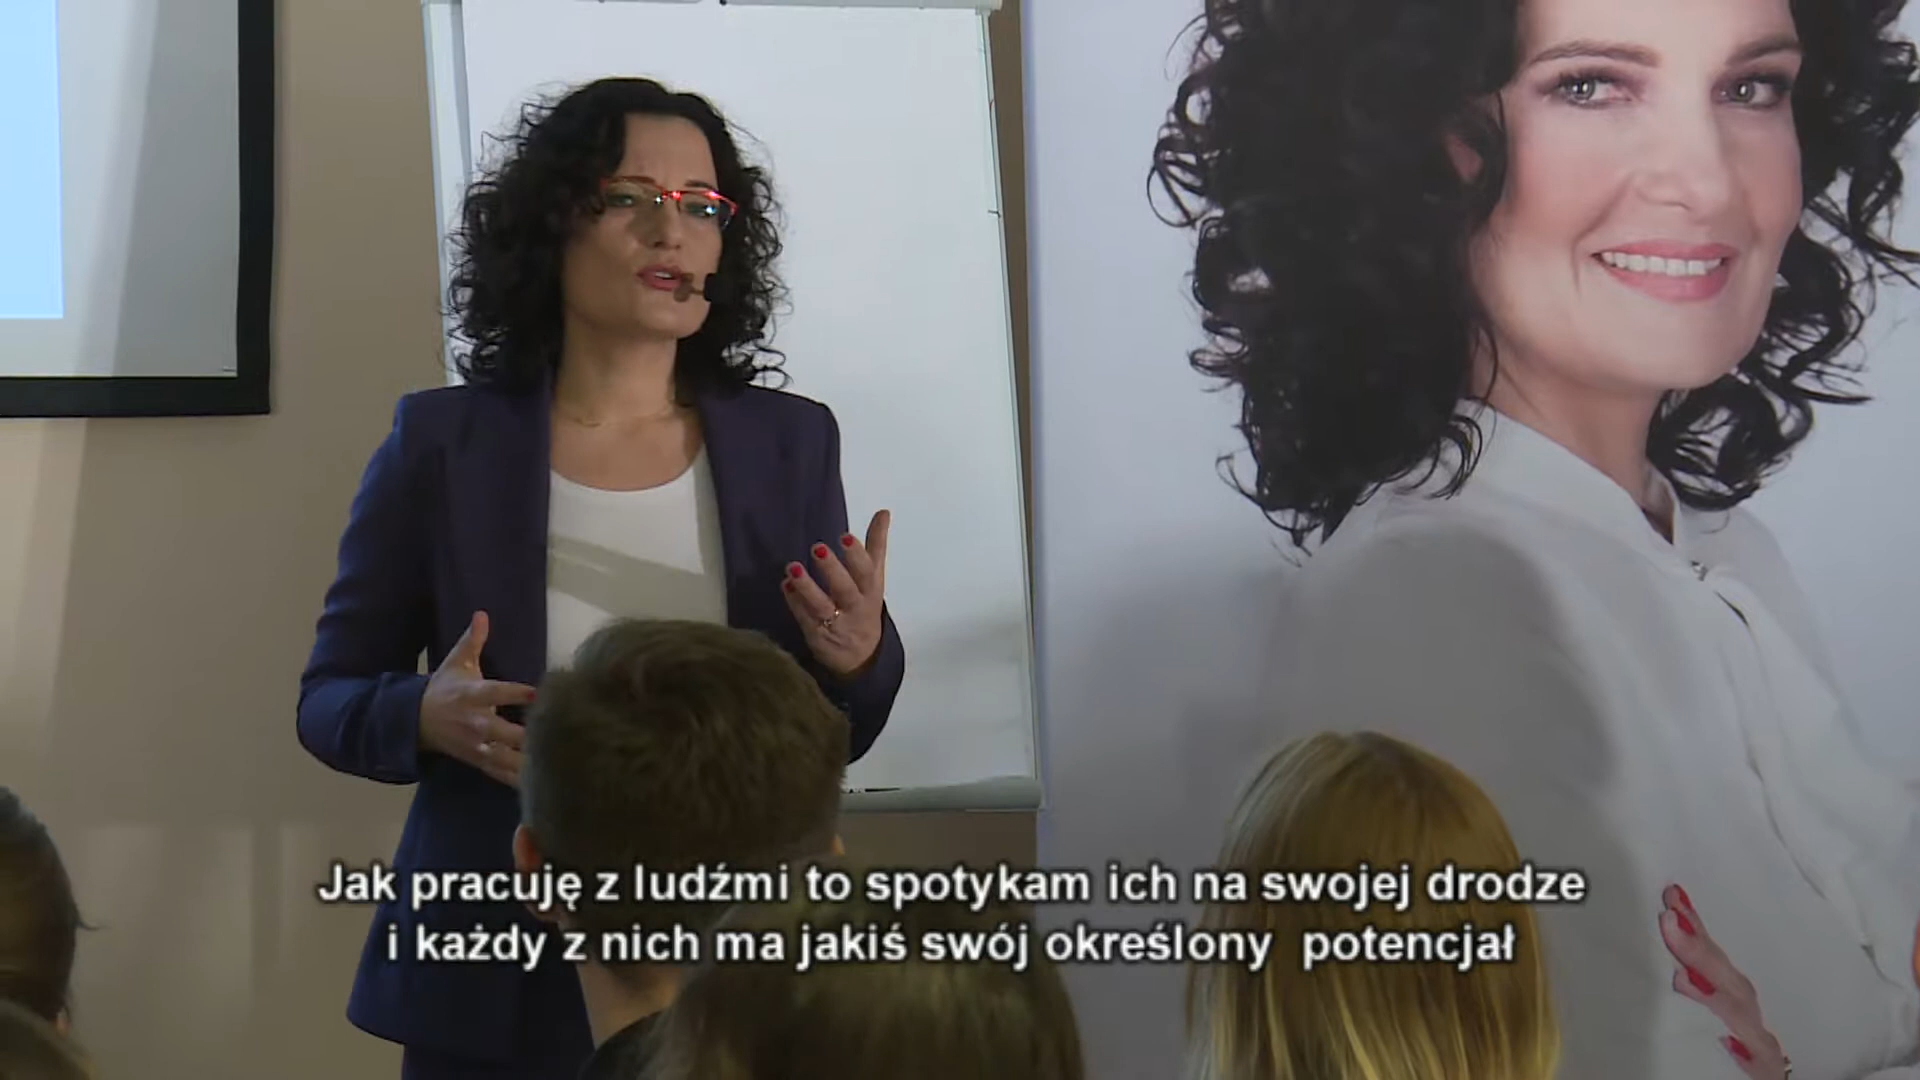 Jak pracuję z ludźmi to spotykam ich na swojej drodze
i każdy z nich ma jakiś swój określony potencjał